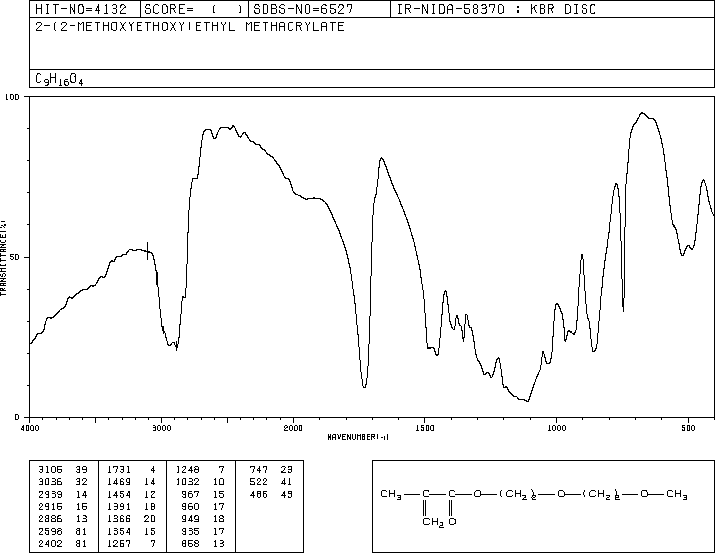 HIT-NO=4132 SCORE= ( ) SDBS-NO=6527 IR-NIDA-58370 : KBR DISC
2-(2-METHOXYETHOXY)ETHYL METHACRYLATE
C9H16O4
100
50
0
TRANSMITTANCE(%)
4000 3000 2000 1500 1000 500
WAVENUMBER(-1)
3105 39 1731 4 1248 7 747 29
3036 32 1469 14 1032 10 522 41
2939 14 1454 12 967 15 486 49
2915 15 1391 18 960 17
2886 13 1366 20 949 18
2598 81 1354 15 935 17
2402 81 1267 7 858 13
CH3 C C O (CH2)2 O (CH2)2 O CH3
CH2 O